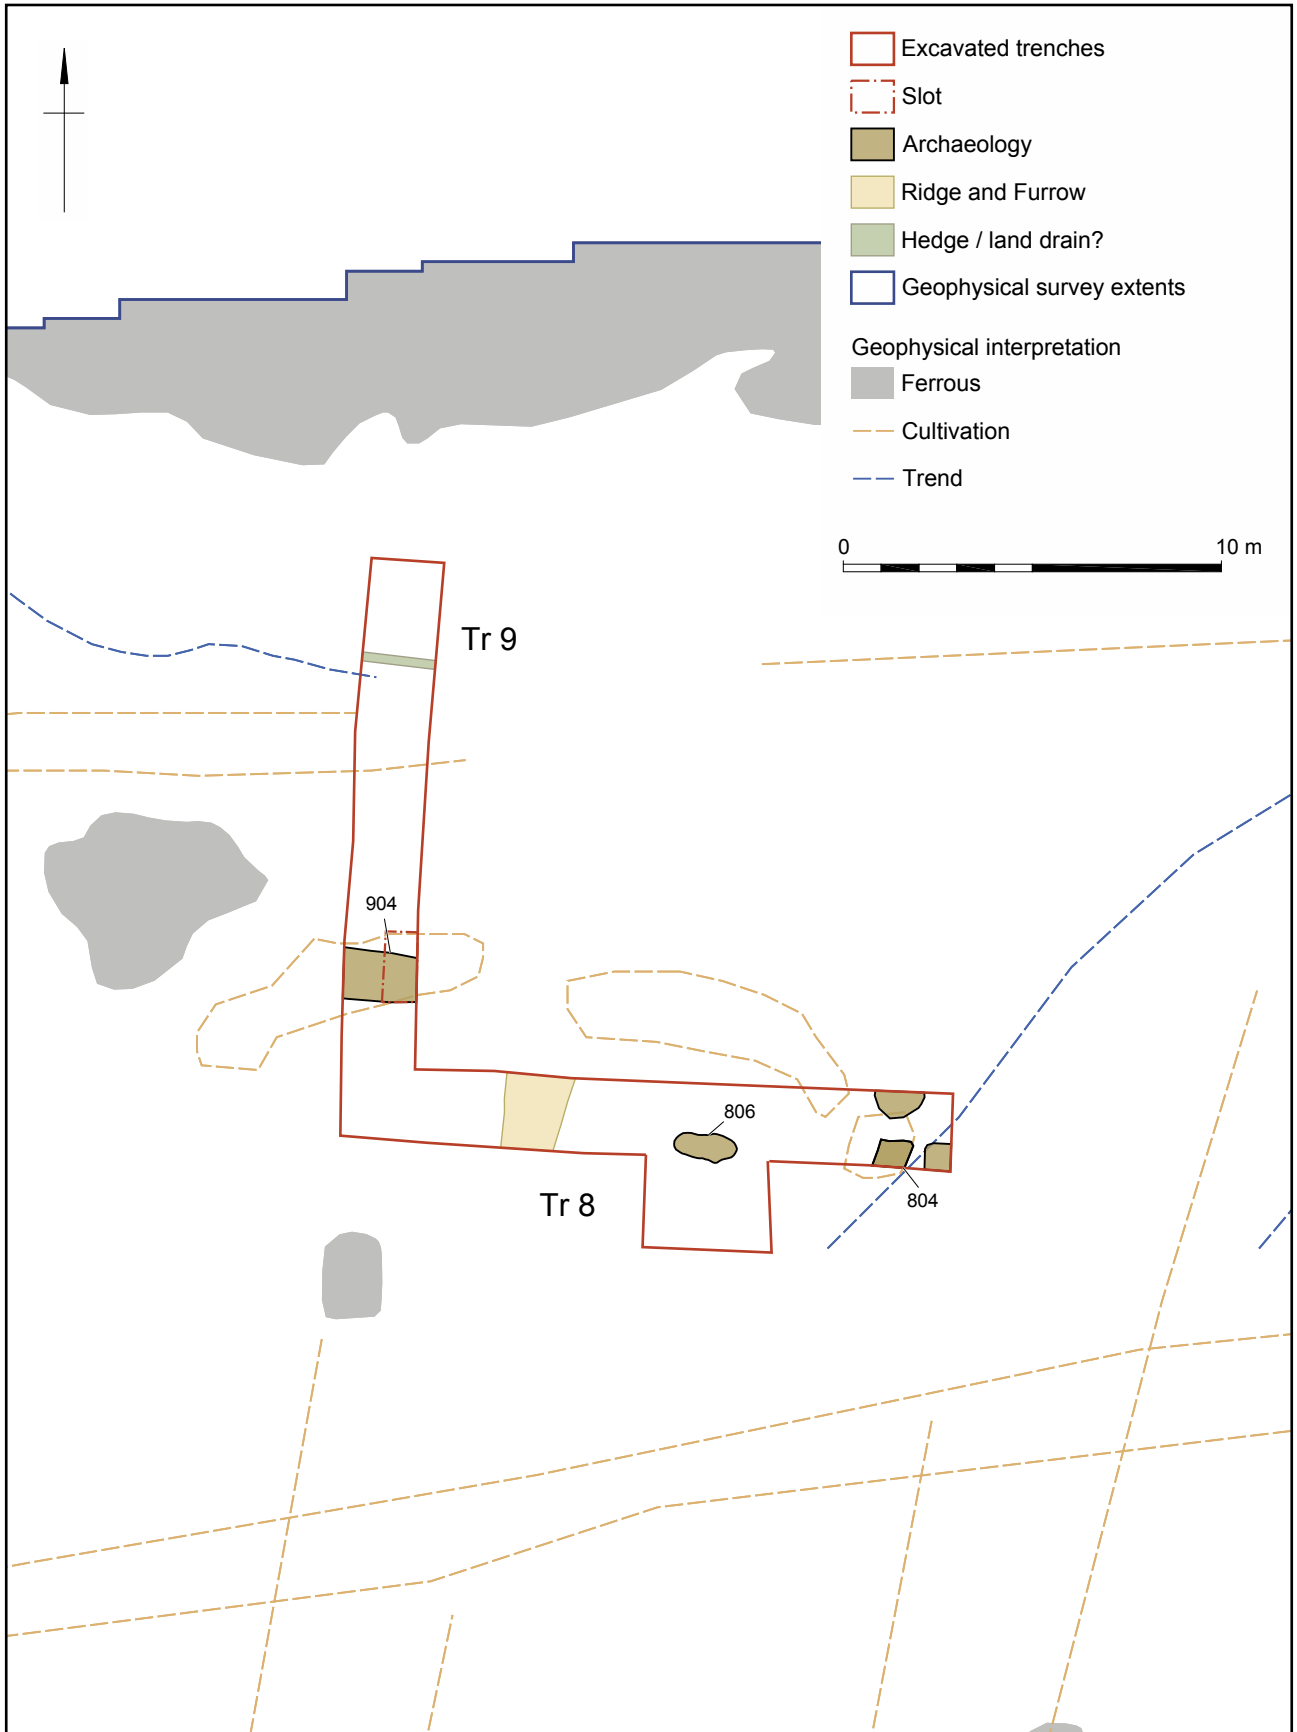 Excavated trenches
Slot
Archaeology
Ridge and Furrow
Hedge / land drain?
Geophysical survey extents
Geophysical interpretation
Ferrous
Cultivation
Trend
0 10 m
Tr 9
904
806
Tr 8
804